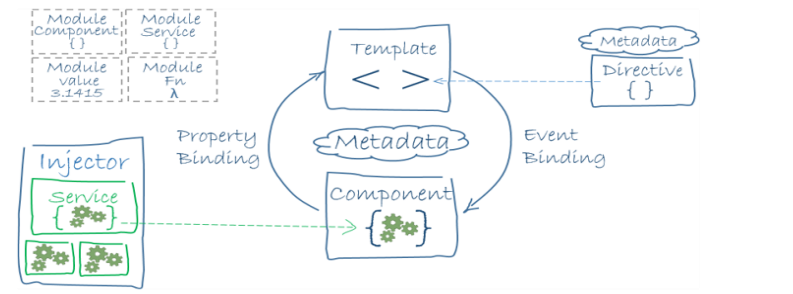 Module
Component
{ }
Module
Service
{ }
Module
value
3.1415
Module
Fn
λ
Template
< >
Metadata
Directive
{ }
Property
Binding
Metadata
Event
Binding
Injector
Service
{ }
Component
{ }